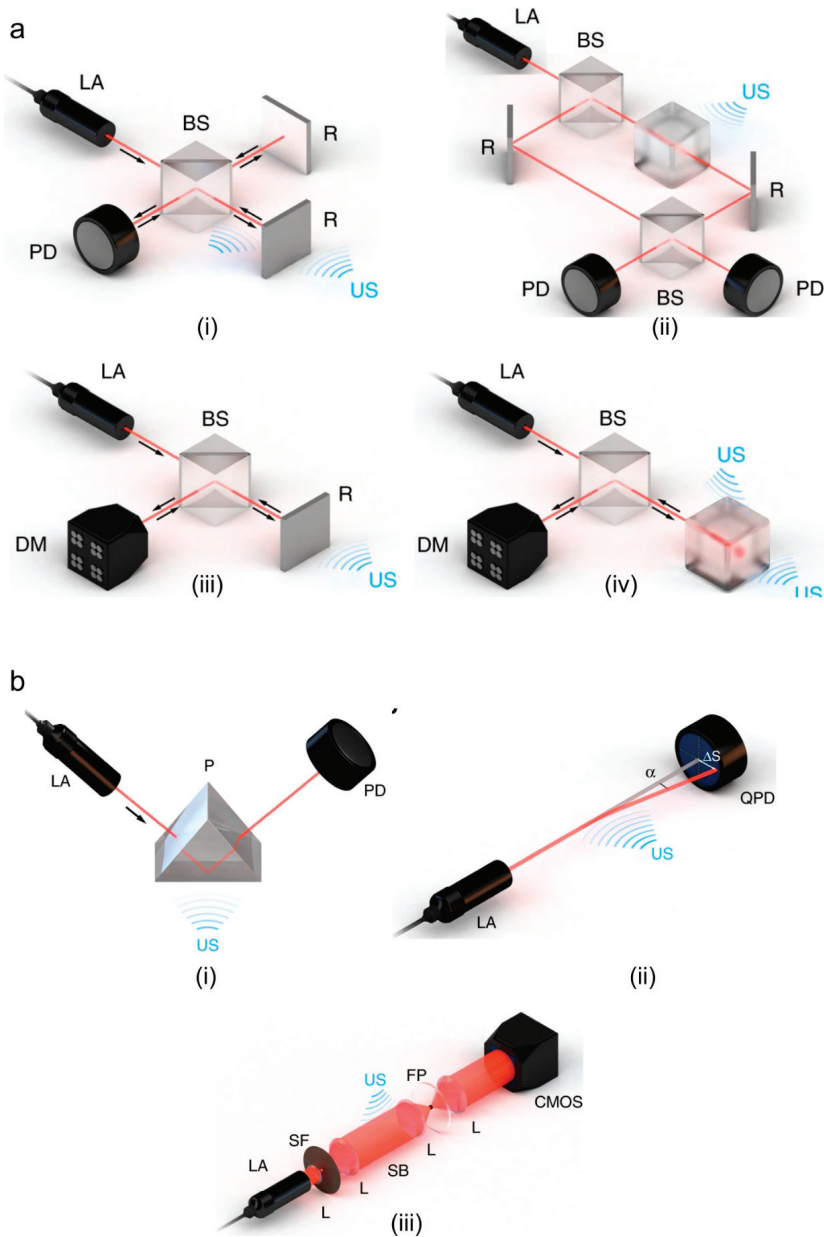 a
LA
BS
R
R
PD
US
(i)
LA
BS
US
R
R
PD
BS
PD
(ii)
LA
BS
R
DM
US
(iii)
LA
BS
US
DM
US
(iv)
b
LA
P
PD
US
(i)
ΔS
α
QPD
US
LA
(ii)
US
FP
CMOS
SF
L
LA
L
SB
L
L
(iii)